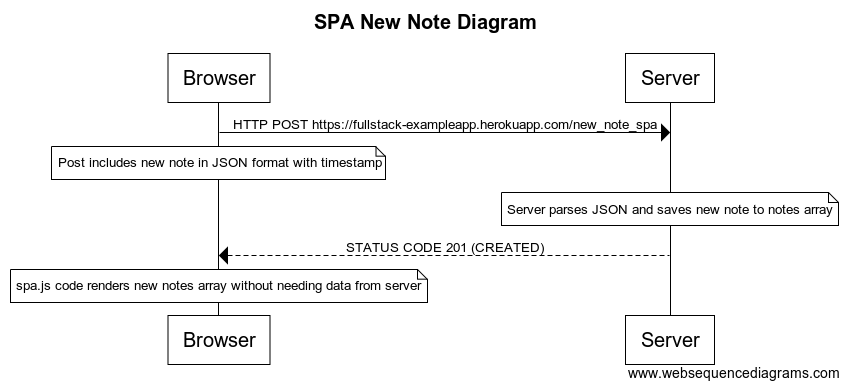 SPA New Note Diagram
Browser
Server
HTTP POST https://fullstack-exampleapp.herokuapp.com/new_note_spa
Post includes new note in JSON format with timestamp
Server parses JSON and saves new note to notes array
STATUS CODE 201 (CREATED)
spa.js code renders new notes array without needing data from server
Browser
Server
www.websequencediagrams.com